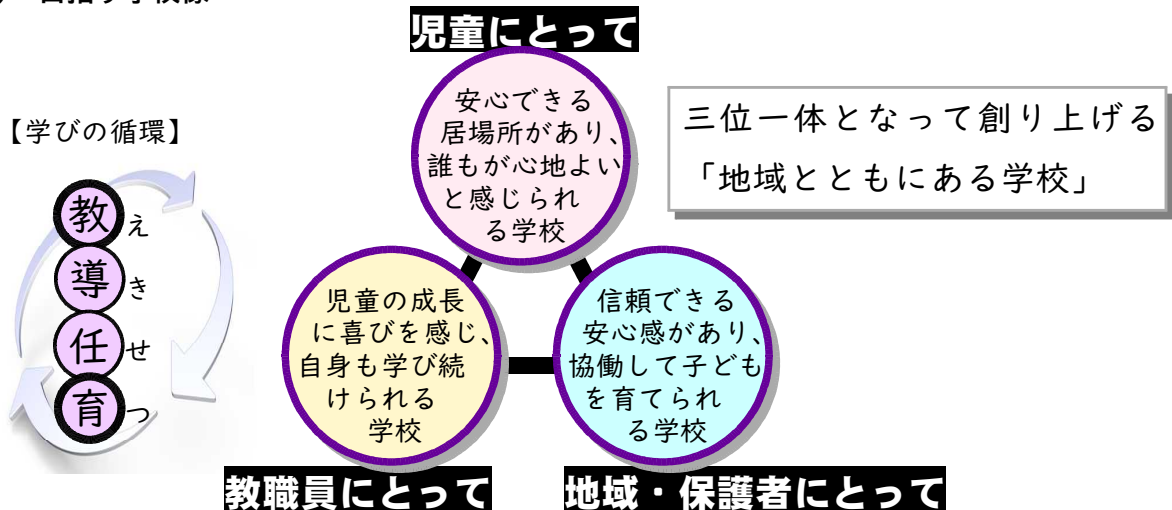 児童にとって
安心できる
居場所があり、
誰もが心地よい
と感じられ
る学校
三位一体となって創り上げる
「地域とともにある学校」
【学びの循環】
教え
導き
任せ
育つ
児童の成長
に喜びを感じ、
自身も学び続
けられる
学校
信頼できる
安心感があり、
協働して子ども
を育てられ
る学校
教職員にとって
地域・保護者にとって